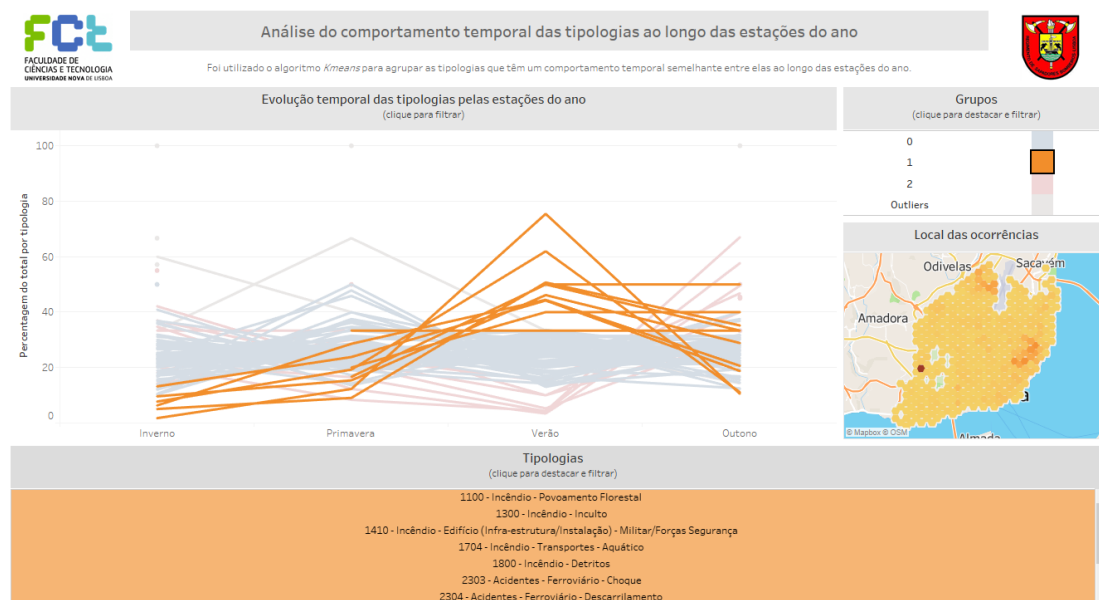 FCt
FACULDADE DE
CIÊNCIAS E TECNOLOGIA
UNIVERSIDADE NOVA DE LISBOA
Análise do comportamento temporal das tipologias ao longo das estações do ano
Foi utilizado o algoritmo Kmeans para agrupar as tipologias que têm um comportamento temporal semelhante entre elas ao longo das estações do ano.
Evolução temporal das tipologias pelas estações do ano
(clique para filtrar)
Percentagem do total por tipologia
100
80
60
40
20
0
Inverno
Primavera
Verão
Outono
Grupos
(clique para destacar e filtrar)
0
1
2
Outliers
Local das ocorrências
Odivelas
Sacavém
Amadora
a
Almada
© Mapbox © OSM
Tipologias
(clique para destacar e filtrar)
1100 - Incêndio - Povoamento Florestal
1300 - Incêndio - Inculto
1410 - Incêndio - Edifício (Infra-estrutura/Instalação) - Militar/Forças Segurança
1704 - Incêndio - Transportes - Aquático
1800 - Incêndio - Detritos
2303 - Acidentes - Ferroviário - Choque
2304 - Acidentes - Ferroviário - Descarrilamento